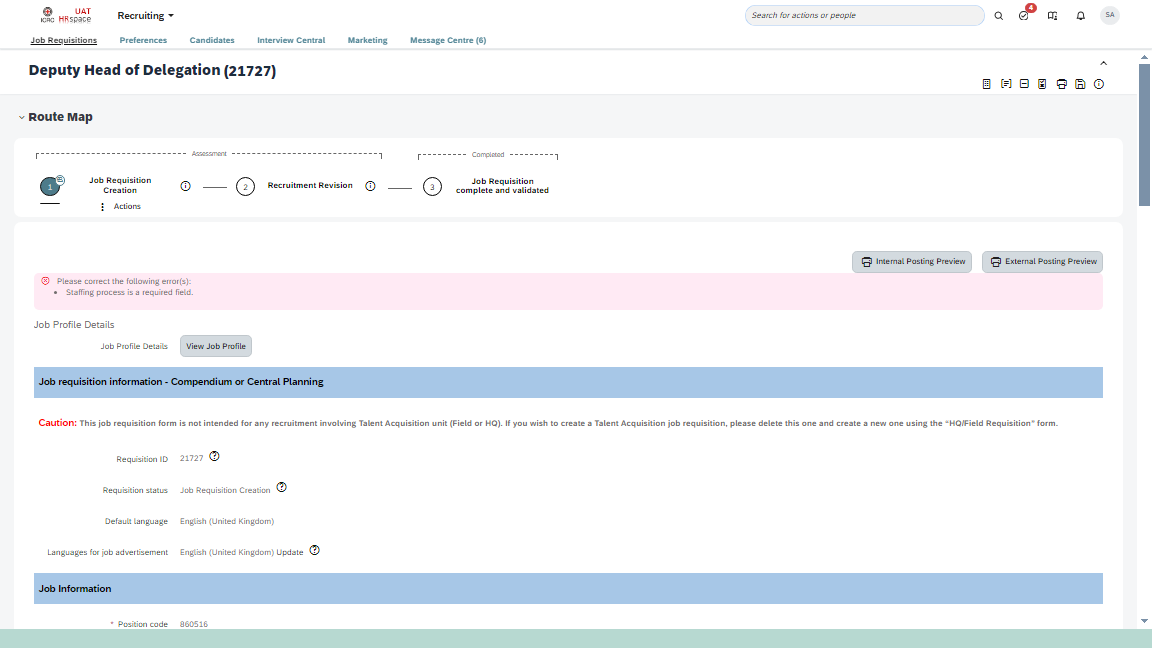 ICRC UAT HRspace
Recruiting
Search for actions or people
4
SA
Job Requisitions Preferences Candidates Interview Central Marketing Message Centre (6)
Deputy Head of Delegation (21727)
Route Map
Assessment
Completed
1 Job Requisition Creation
2 Recruitment Revision
3 Job Requisition complete and validated
Actions
Internal Posting Preview External Posting Preview
Please correct the following error(s):
• Staffing process is a required field.
Job Profile Details
Job Profile Details View Job Profile
Job requisition information - Compendium or Central Planning
Caution: This job requisition form is not intended for any recruitment involving Talent Acquisition unit (Field or HQ). If you wish to create a Talent Acquisition job requisition, please delete this one and create a new one using the “HQ/Field Requisition” form.
Requisition ID 21727
Requisition status Job Requisition Creation
Default language English (United Kingdom)
Languages for job advertisement English (United Kingdom) Update
Job Information
* Position code 860516